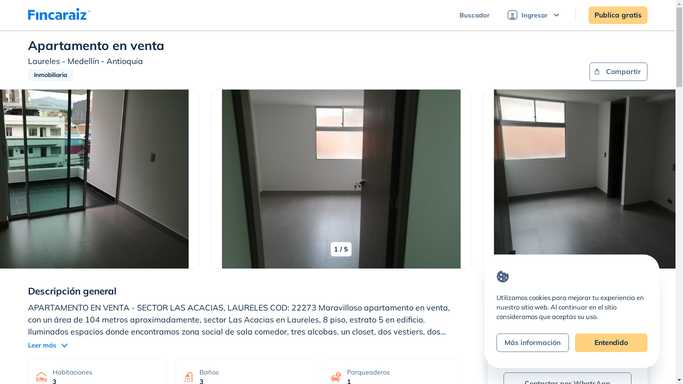 Fincaraiz
Buscador
Ingresar
Publica gratis
Apartamento en venta
Laureles - Medellín - Antioquia
Inmobiliaria
Compartir
1 / 5
Descripción general
APARTAMENTO EN VENTA - SECTOR LAS ACACIAS, LAURELES COD: 22273 Maravilloso apartamento en venta,
con un área de 104 metros aproximadamente, sector Las Acacias en Laureles, 8 piso, estrato 5 en edificio.
Iluminados espacios donde encontramos zona social de sala comedor, tres alcobas, un closet, dos vestiers, dos...
Leer más
Habitaciones
3
Baños
3
Parqueaderos
1
Utilizamos cookies para mejorar tu experiencia en
nuestro sitio web. Al continuar en el sitio
consideramos que aceptas su uso.
Más información
Entendido
Contactar por WhatsApp